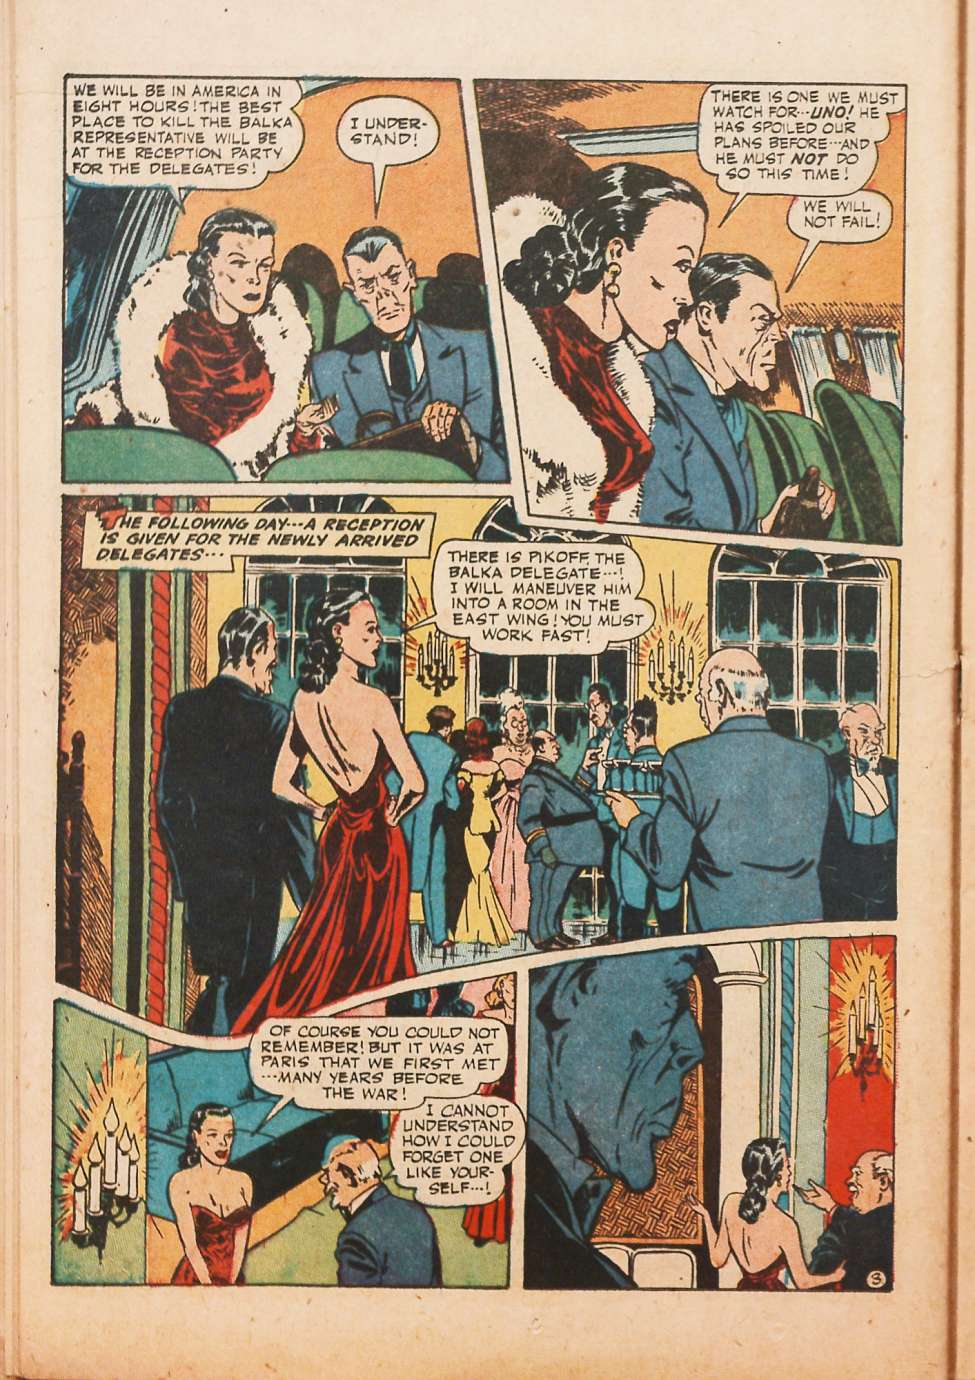 WE WILL BE IN AMERICA IN
EIGHT HOURS! THE BEST
PLACE TO KILL THE BALKA
REPRESENTATIVE WILL BE
AT THE RECEPTION PARTY
FOR THE DELEGATES!
I UNDER-
STAND!
THERE IS ONE WE MUST
WATCH FOR--UNO! HE
HAS SPOILED OUR
PLANS BEFORE---AND
HE MUST NOT DO
SO THIS TIME!
WE WILL
NOT FAIL!
THE FOLLOWING DAY---A RECEPTION
IS GIVEN FOR THE NEWLY ARRIVED
DELEGATES...
THERE IS PIKOFF, THE
BALKA DELEGATE---!
I WILL MANEUVER HIM
INTO A ROOM IN THE
EAST WING! YOU MUST
WORK FAST!
OF COURSE YOU COULD NOT
REMEMBER! BUT IT WAS AT
PARIS THAT WE FIRST MET
---MANY YEARS BEFORE
THE WAR!
I CANNOT
UNDERSTAND
HOW I COULD
FORGET ONE
LIKE YOUR-
SELF...!
3